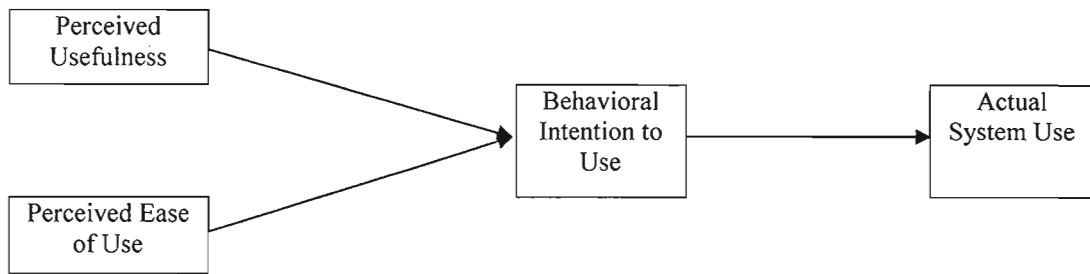 Perceived
Usefulness
Behavioral
Intention to
Use
Actual
System Use
Perceived Ease
of Use